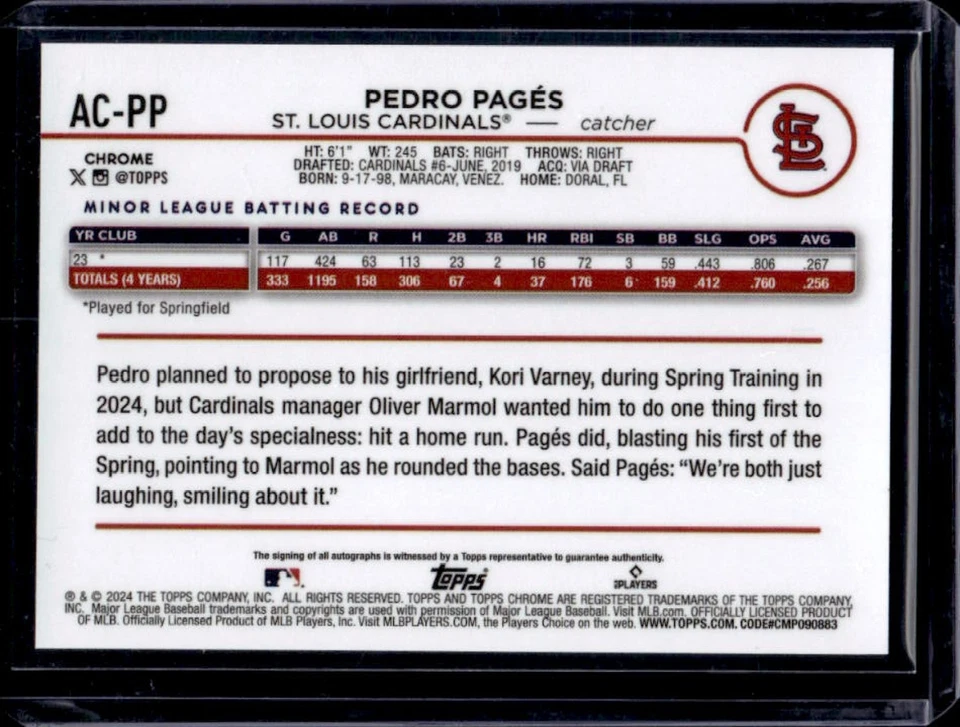 AC-PP
PEDRO PAGÉS
ST. LOUIS CARDINALS® — catcher
STL
CHROME
X @TOPPS
HT: 6'1" WT: 245 BATS: RIGHT THROWS: RIGHT
DRAFTED: CARDINALS #6-JUNE, 2019 ACQ: VIA DRAFT
BORN: 9-17-98, MARACAY, VENEZ. HOME: DORAL, FL
MINOR LEAGUE BATTING RECORD
YR CLUB G AB R H 2B 3B HR RBI SB BB SLG OPS AVG
23 * 117 424 63 113 23 2 16 72 3 59 .443 .806 .267
TOTALS (4 YEARS) 333 1195 158 306 67 4 37 176 6 159 .412 .760 .256
*Played for Springfield
Pedro planned to propose to his girlfriend, Kori Varney, during Spring Training in
2024, but Cardinals manager Oliver Marmol wanted him to do one thing first to
add to the day's specialness: hit a home run. Pagés did, blasting his first of the
Spring, pointing to Marmol as he rounded the bases. Said Pagés: “We're both just
laughing, smiling about it.”
The signing of all autographs is witnessed by a Topps representative to guarantee authenticity.
Topps
PLAYERS
® & © 2024 THE TOPPS COMPANY, INC. ALL RIGHTS RESERVED. TOPPS AND TOPPS CHROME ARE REGISTERED TRADEMARKS OF THE TOPPS COMPANY,
INC. Major League Baseball trademarks and copyrights are used with permission of Major League Baseball. Visit MLB.com. OFFICIALLY LICENSED PRODUCT
OF MLB. Officially Licensed Product of MLB Players, Inc. Visit MLBPLAYERS.COM, the Players Choice on the web. WWW.TOPPS.COM. CODE#CMP090883